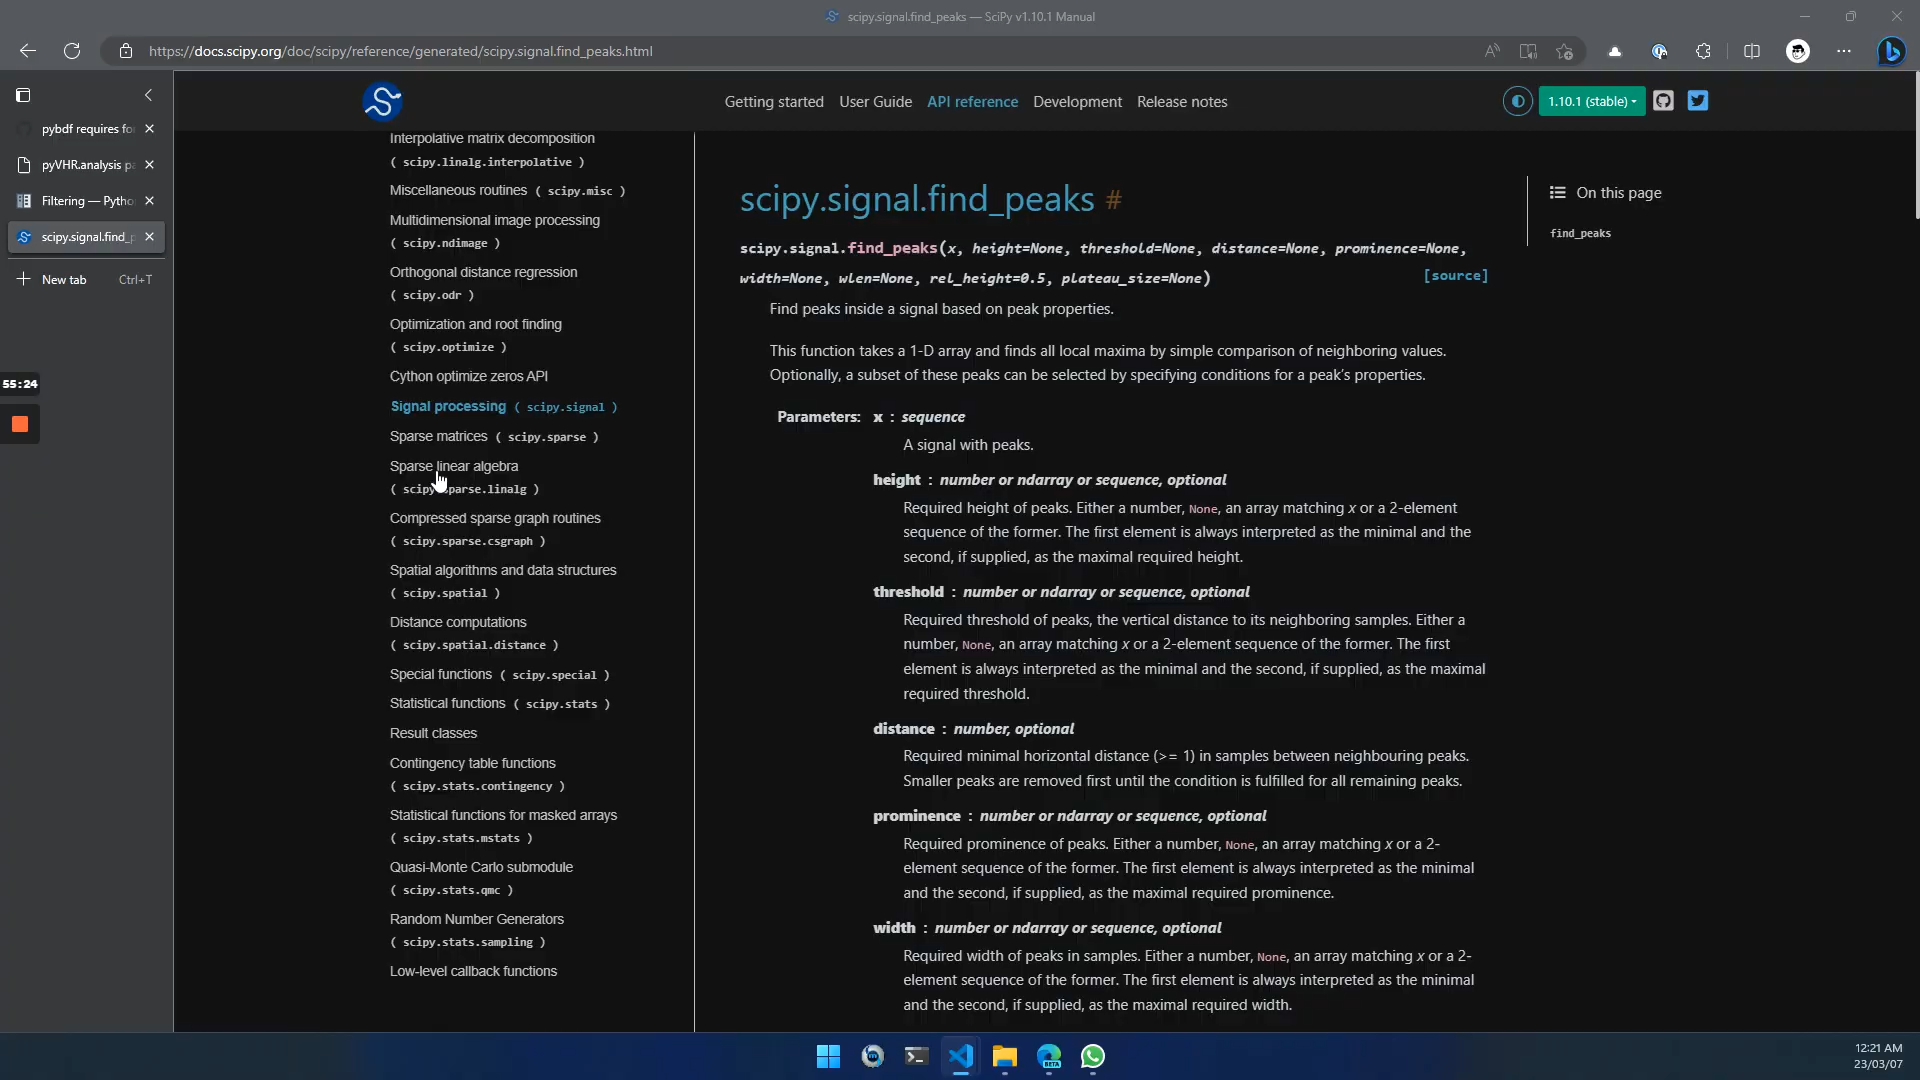 scipy.signal.find_peaks — SciPy v1.10.1 Manual
https://docs.scipy.org/doc/scipy/reference/generated/scipy.signal.find_peaks.html
pybdf requires fo
pyVHR.analysis pa
Filtering — Pytho
scipy.signal.find_p
New tab Ctrl+T
55:24
Getting started User Guide API reference Development Release notes
1.10.1 (stable)
Interpolative matrix decomposition
( scipy.linalg.interpolative )
Miscellaneous routines ( scipy.misc )
Multidimensional image processing
( scipy.ndimage )
Orthogonal distance regression
( scipy.odr )
Optimization and root finding
( scipy.optimize )
Cython optimize zeros API
Signal processing ( scipy.signal )
Sparse matrices ( scipy.sparse )
Sparse linear algebra
( scipy.sparse.linalg )
Compressed sparse graph routines
( scipy.sparse.csgraph )
Spatial algorithms and data structures
( scipy.spatial )
Distance computations
( scipy.spatial.distance )
Special functions ( scipy.special )
Statistical functions ( scipy.stats )
Result classes
Contingency table functions
( scipy.stats.contingency )
Statistical functions for masked arrays
( scipy.stats.mstats )
Quasi-Monte Carlo submodule
( scipy.stats.qmc )
Random Number Generators
( scipy.stats.sampling )
Low-level callback functions
scipy.signal.find_peaks #
scipy.signal.find_peaks(x, height=None, threshold=None, distance=None, prominence=None,
width=None, wlen=None, rel_height=0.5, plateau_size=None) [source]
Find peaks inside a signal based on peak properties.
This function takes a 1-D array and finds all local maxima by simple comparison of neighboring values.
Optionally, a subset of these peaks can be selected by specifying conditions for a peak's properties.
Parameters: x : sequence
A signal with peaks.
height : number or ndarray or sequence, optional
Required height of peaks. Either a number, None, an array matching x or a 2-element
sequence of the former. The first element is always interpreted as the minimal and the
second, if supplied, as the maximal required height.
threshold : number or ndarray or sequence, optional
Required threshold of peaks, the vertical distance to its neighboring samples. Either a
number, None, an array matching x or a 2-element sequence of the former. The first
element is always interpreted as the minimal and the second, if supplied, as the maximal
required threshold.
distance : number, optional
Required minimal horizontal distance (>= 1) in samples between neighbouring peaks.
Smaller peaks are removed first until the condition is fulfilled for all remaining peaks.
prominence : number or ndarray or sequence, optional
Required prominence of peaks. Either a number, None, an array matching x or a 2-
element sequence of the former. The first element is always interpreted as the minimal
and the second, if supplied, as the maximal required prominence.
width : number or ndarray or sequence, optional
Required width of peaks in samples. Either a number, None, an array matching x or a 2-
element sequence of the former. The first element is always interpreted as the minimal
and the second, if supplied, as the maximal required width.
On this page
find_peaks
12:21 AM
23/03/07